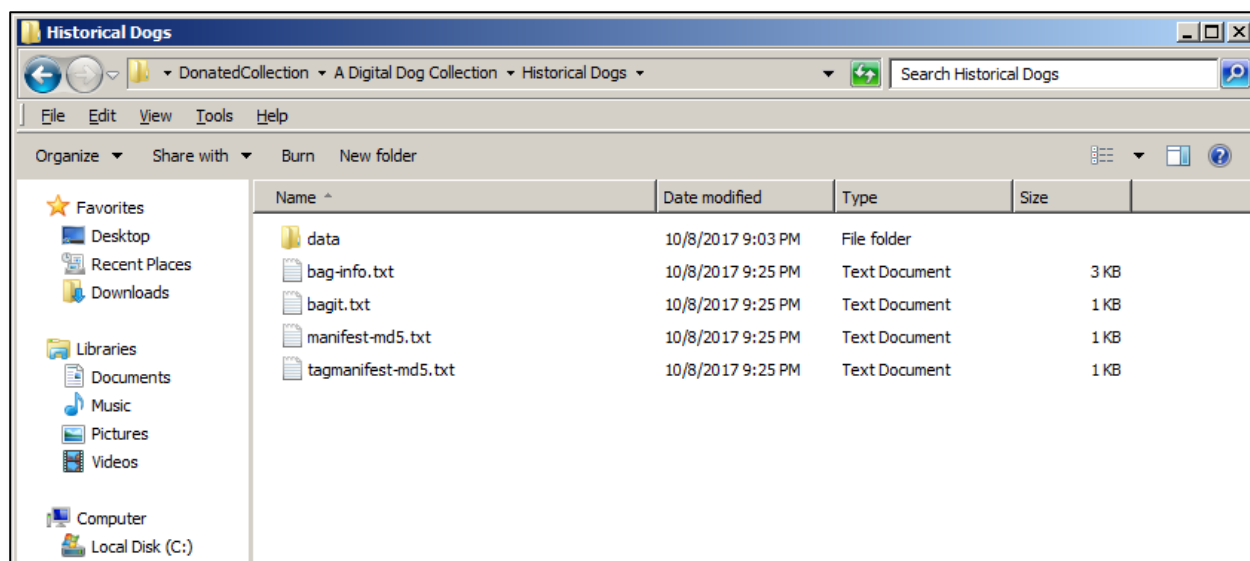 Historical Dogs
DonatedCollection A Digital Dog Collection Historical Dogs Search Historical Dogs
File Edit View Tools Help
Organize Share with Burn New folder
Favorites
Desktop
Recent Places
Downloads
Libraries
Documents
Music
Pictures
Videos
Computer
Local Disk (C:)
Name Date modified Type Size
data 10/8/2017 9:03 PM File folder
bag-info.txt 10/8/2017 9:25 PM Text Document 3 KB
bagit.txt 10/8/2017 9:25 PM Text Document 1 KB
manifest-md5.txt 10/8/2017 9:25 PM Text Document 1 KB
tagmanifest-md5.txt 10/8/2017 9:25 PM Text Document 1 KB